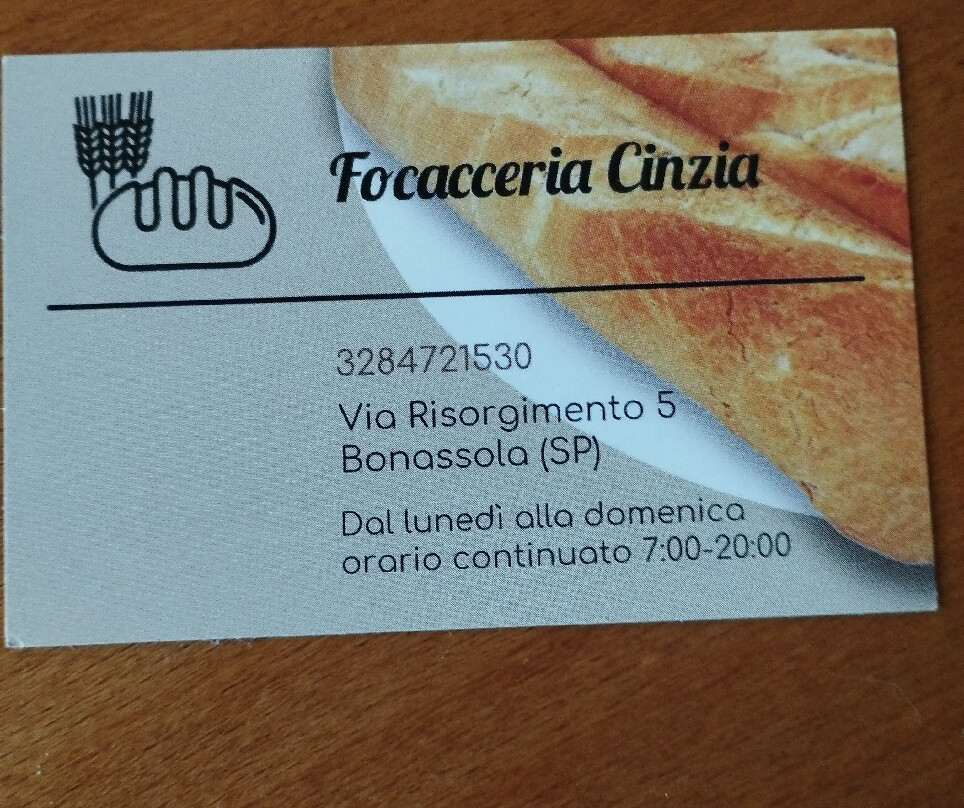 Focacceria Cinzia
3284721530
Via Risorgimento 5
Bonassola (SP)
Dal lunedì alla domenica
orario continuato 7:00-20:00